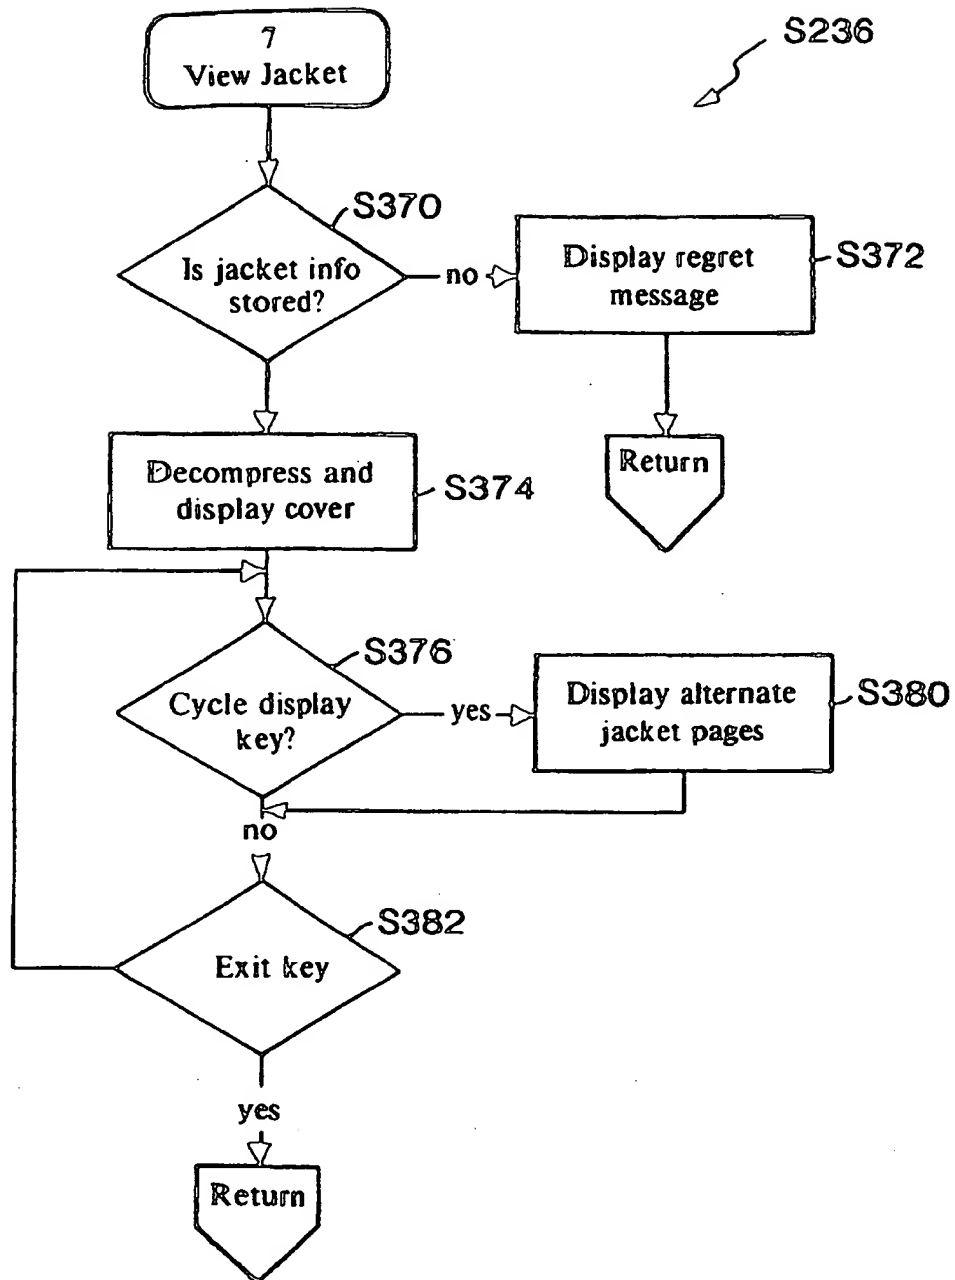 7
View Jacket
S236
S370
Is jacket info
stored?
no
Display regret
message
S372
Return
Decompress and
display cover
S374
S376
Cycle display
key?
yes
Display alternate
jacket pages
S380
no
S382
Exit key
yes
Return